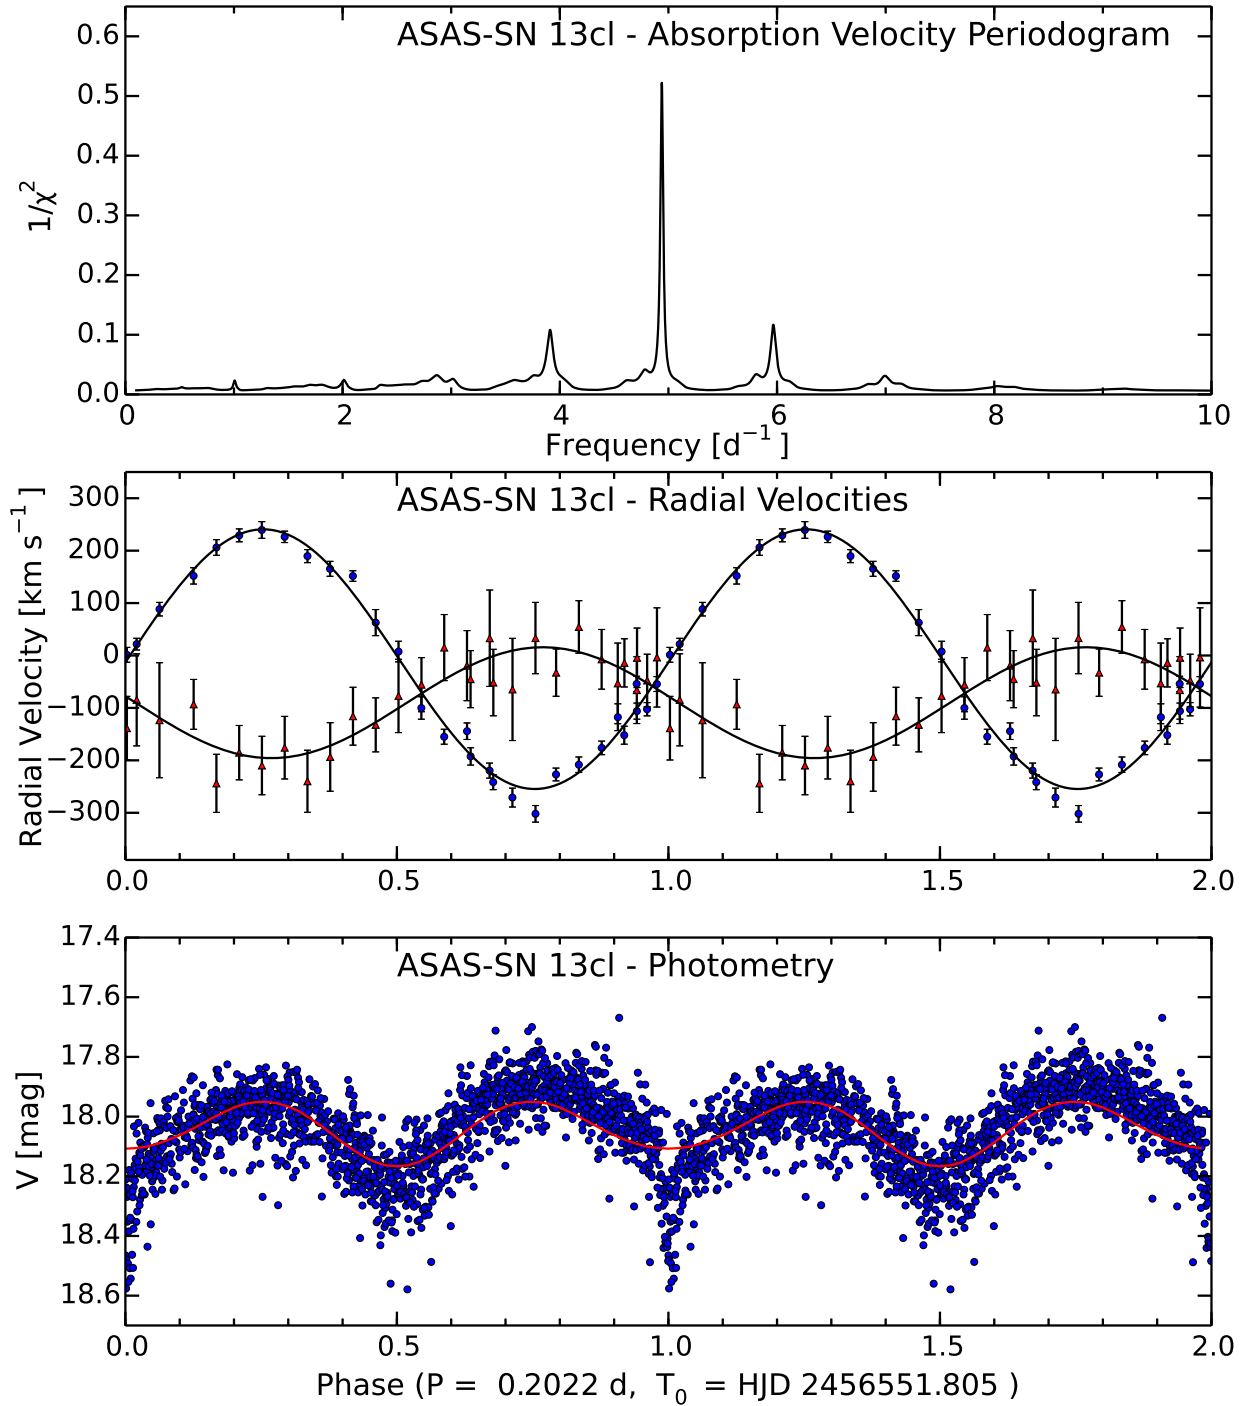 ASAS-SN 13cl - Absorption Velocity Periodogram
0.6
0.5
0.4
0.3
0.2
0.1
0.0
1/χ²
0 2 4 6 8 10
Frequency [d⁻¹]
ASAS-SN 13cl - Radial Velocities
300
200
100
0
−100
−200
−300
Radial Velocity [km s⁻¹]
0.0 0.5 1.0 1.5 2.0
ASAS-SN 13cl - Photometry
17.4
17.6
17.8
18.0
18.2
18.4
18.6
V [mag]
0.0 0.5 1.0 1.5 2.0
Phase (P = 0.2022 d, T₀ = HJD 2456551.805 )